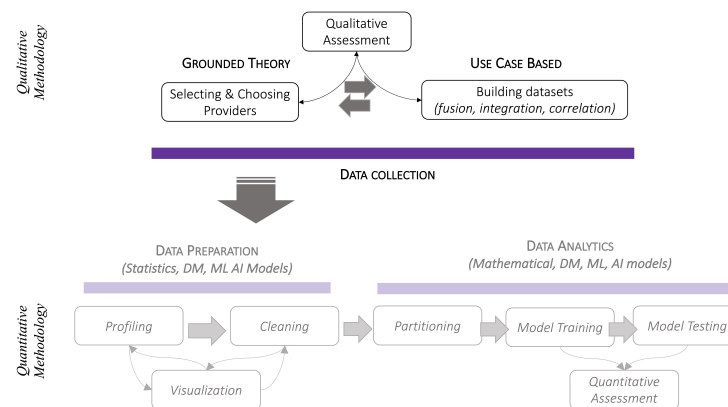 Qualitative
Methodology
Qualitative
Assessment
GROUNDED THEORY
USE CASE BASED
Selecting & Choosing
Providers
Building datasets
(fusion, integration, correlation)
DATA COLLECTION
DATA PREPARATION
(Statistics, DM, ML AI Models)
DATA ANALYTICS
(Mathematical, DM, ML, AI models)
Quantitative
Methodology
Profiling
Cleaning
Partitioning
Model Training
Model Testing
Visualization
Quantitative
Assessment